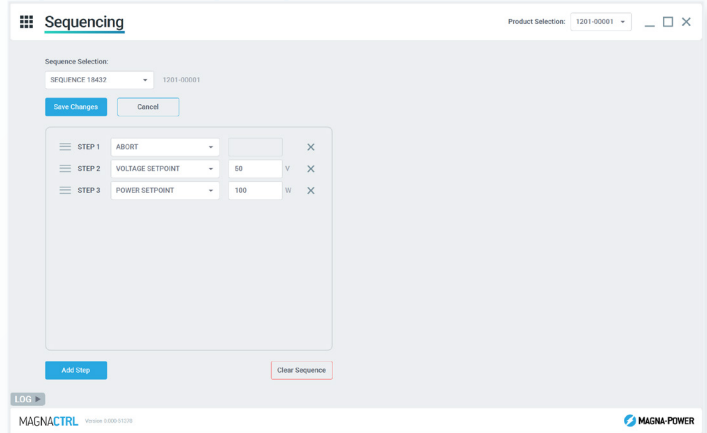 Sequencing
Product Selection: 1201-00001
Sequence Selection:
SEQUENCE 18432 1201-00001
Save Changes Cancel
STEP 1 ABORT
STEP 2 VOLTAGE SETPOINT 50 V
STEP 3 POWER SETPOINT 100 W
Add Step Clear Sequence
LOG
MAGNACTRL Version MAGNA-POWER